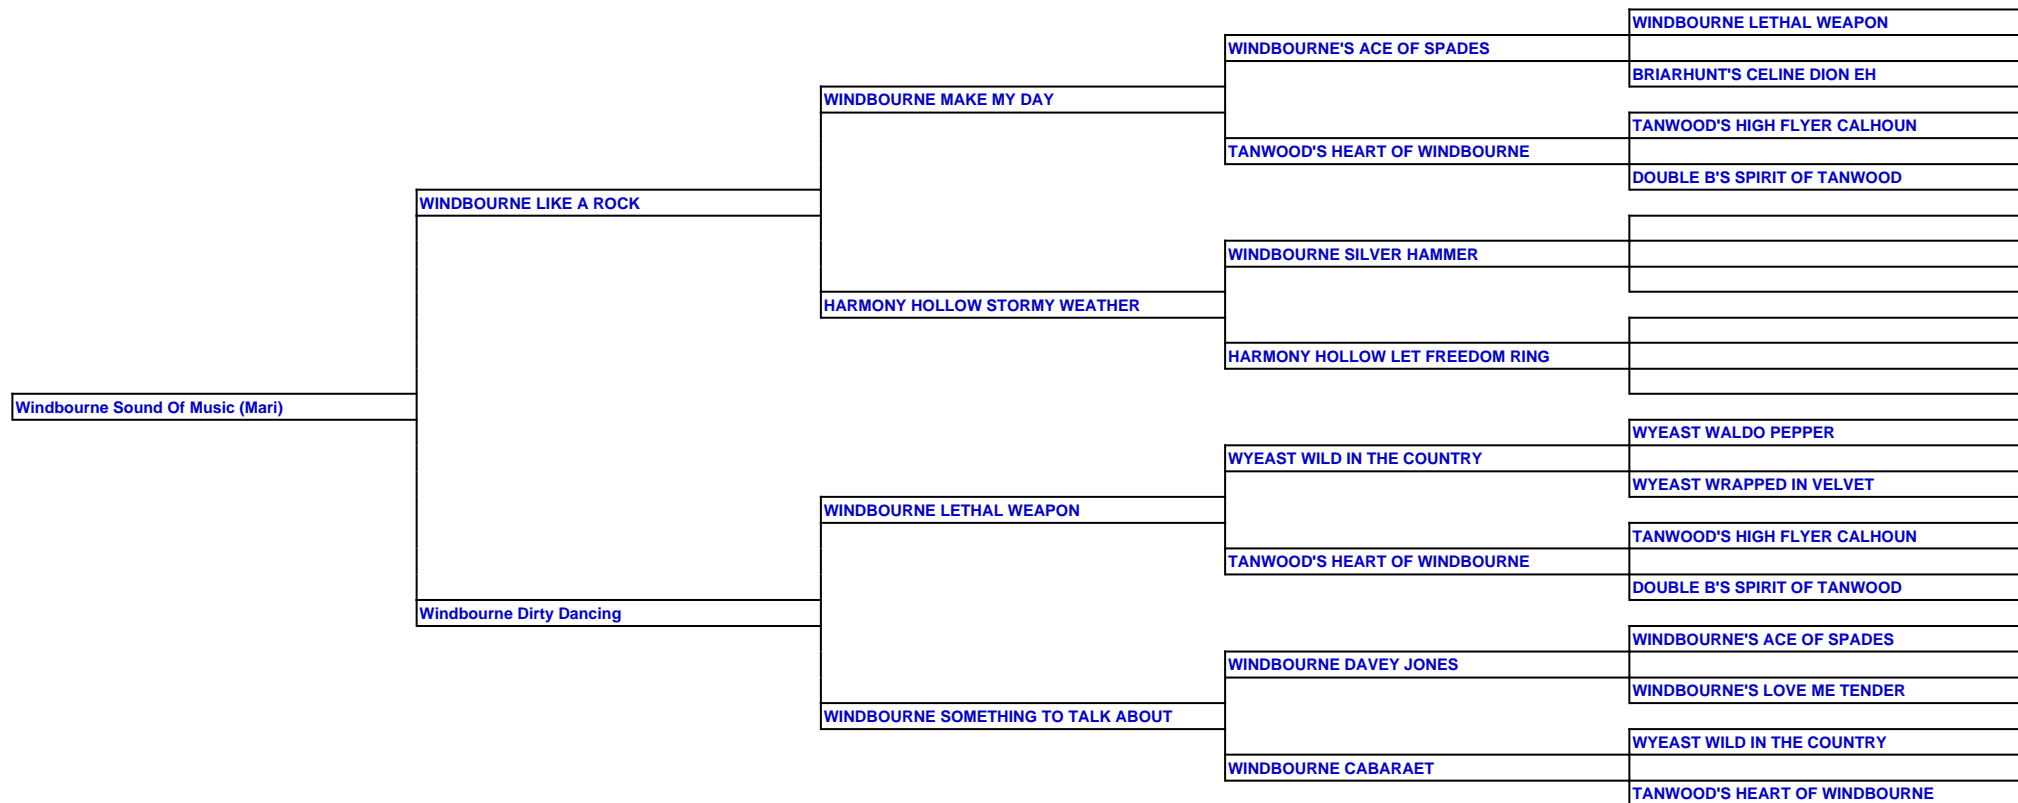 WINDBOURNE LETHAL WEAPON
WINDBOURNE'S ACE OF SPADES
BRIARHUNT'S CELINE DION EH
WINDBOURNE MAKE MY DAY
TANWOOD'S HIGH FLYER CALHOUN
TANWOOD'S HEART OF WINDBOURNE
DOUBLE B'S SPIRIT OF TANWOOD
WINDBOURNE LIKE A ROCK
WINDBOURNE SILVER HAMMER
HARMONY HOLLOW STORMY WEATHER
HARMONY HOLLOW LET FREEDOM RING
Windbourne Sound Of Music (Mari)
WYEAST WALDO PEPPER
WYEAST WILD IN THE COUNTRY
WYEAST WRAPPED IN VELVET
WINDBOURNE LETHAL WEAPON
TANWOOD'S HIGH FLYER CALHOUN
TANWOOD'S HEART OF WINDBOURNE
DOUBLE B'S SPIRIT OF TANWOOD
Windbourne Dirty Dancing
WINDBOURNE'S ACE OF SPADES
WINDBOURNE DAVEY JONES
WINDBOURNE'S LOVE ME TENDER
WINDBOURNE SOMETHING TO TALK ABOUT
WYEAST WILD IN THE COUNTRY
WINDBOURNE CABARAET
TANWOOD'S HEART OF WINDBOURNE